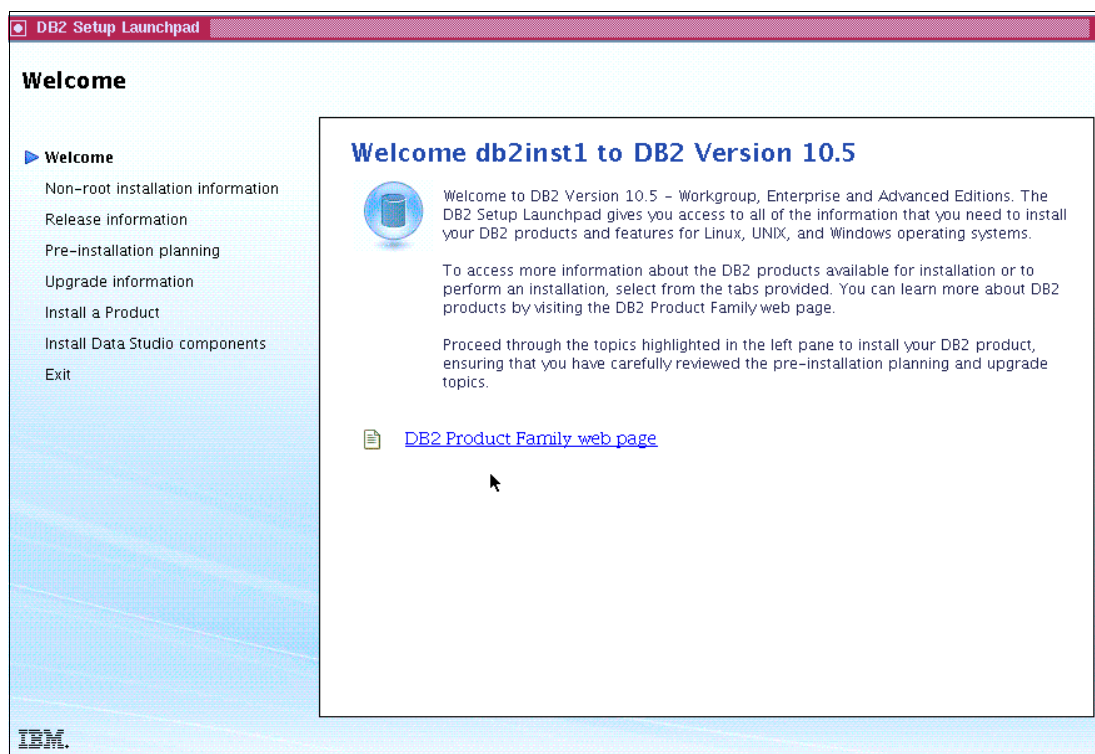 DB2 Setup Launchpad
Welcome
Welcome
Non-root installation information
Release information
Pre-installation planning
Upgrade information
Install a Product
Install Data Studio components
Exit
Welcome db2inst1 to DB2 Version 10.5
Welcome to DB2 Version 10.5 - Workgroup, Enterprise and Advanced Editions. The
DB2 Setup Launchpad gives you access to all of the information that you need to install
your DB2 products and features for Linux, UNIX, and Windows operating systems.
To access more information about the DB2 products available for installation or to
perform an installation, select from the tabs provided. You can learn more about DB2
products by visiting the DB2 Product Family web page.
Proceed through the topics highlighted in the left pane to install your DB2 product,
ensuring that you have carefully reviewed the pre-installation planning and upgrade
topics.
DB2 Product Family web page
IBM.